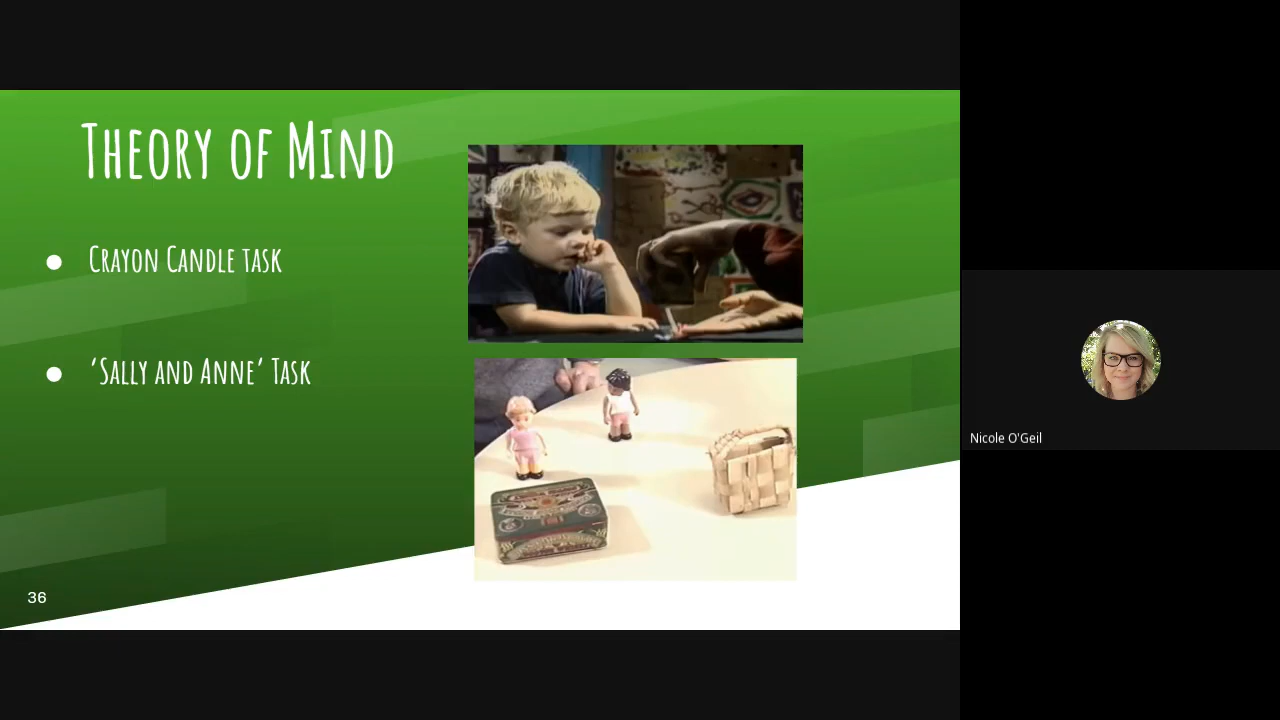 Theory of Mind
● Crayon Candle task
● ‘Sally and Anne’ Task
36
Nicole O'Geil